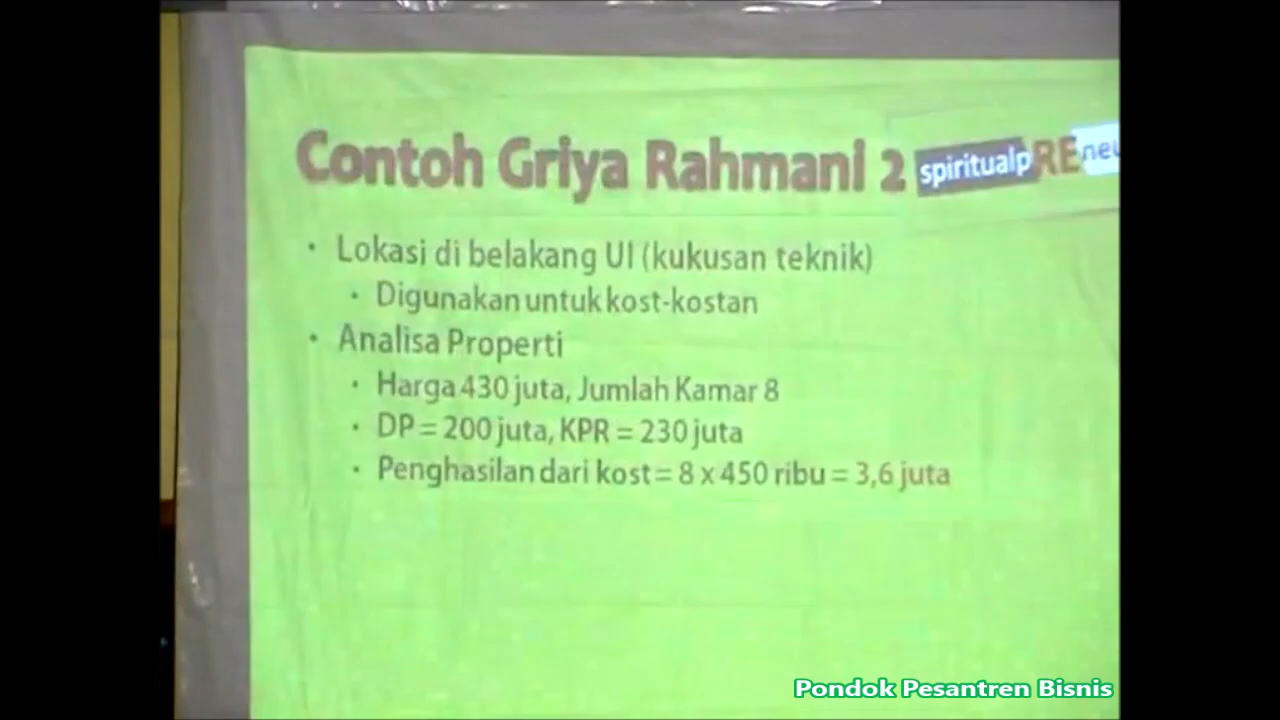 Contoh Griya Rahmani 2
spiritualpREneu
• Lokasi di belakang UI (kukusan teknik)
• Digunakan untuk kost-kostan
• Analisa Properti
• Harga 430 juta, Jumlah Kamar 8
• DP = 200 juta, KPR = 230 juta
• Penghasilan dari kost = 8 x 450 ribu = 3,6 juta
Pondok Pesantren Bisnis